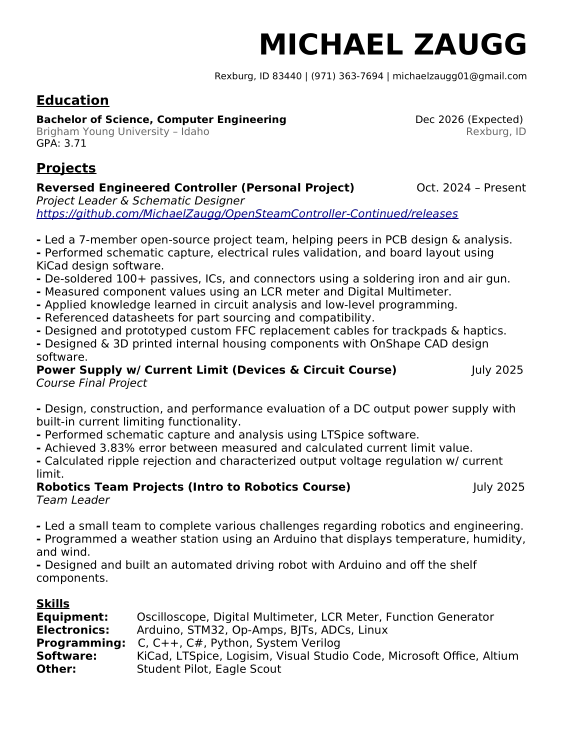 MICHAEL ZAUGG
Rexburg, ID 83440 | (971) 363-7694 | michaelzaugg01@gmail.com
Education
Bachelor of Science, Computer Engineering Dec 2026 (Expected)
Brigham Young University – Idaho Rexburg, ID
GPA: 3.71
Projects
Reversed Engineered Controller (Personal Project) Oct. 2024 – Present
Project Leader & Schematic Designer
https://github.com/MichaelZaugg/OpenSteamController-Continued/releases
- Led a 7-member open-source project team, helping peers in PCB design & analysis.
- Performed schematic capture, electrical rules validation, and board layout using
KiCad design software.
- De-soldered 100+ passives, ICs, and connectors using a soldering iron and air gun.
- Measured component values using an LCR meter and Digital Multimeter.
- Applied knowledge learned in circuit analysis and low-level programming.
- Referenced datasheets for part sourcing and compatibility.
- Designed and prototyped custom FFC replacement cables for trackpads & haptics.
- Designed & 3D printed internal housing components with OnShape CAD design
software.
Power Supply w/ Current Limit (Devices & Circuit Course) July 2025
Course Final Project
- Design, construction, and performance evaluation of a DC output power supply with
built-in current limiting functionality.
- Performed schematic capture and analysis using LTSpice software.
- Achieved 3.83% error between measured and calculated current limit value.
- Calculated ripple rejection and characterized output voltage regulation w/ current
limit.
Robotics Team Projects (Intro to Robotics Course) July 2025
Team Leader
- Led a small team to complete various challenges regarding robotics and engineering.
- Programmed a weather station using an Arduino that displays temperature, humidity,
and wind.
- Designed and built an automated driving robot with Arduino and off the shelf
components.
Skills
Equipment: Oscilloscope, Digital Multimeter, LCR Meter, Function Generator
Electronics: Arduino, STM32, Op-Amps, BJTs, ADCs, Linux
Programming: C, C++, C#, Python, System Verilog
Software: KiCad, LTSpice, Logisim, Visual Studio Code, Microsoft Office, Altium
Other: Student Pilot, Eagle Scout